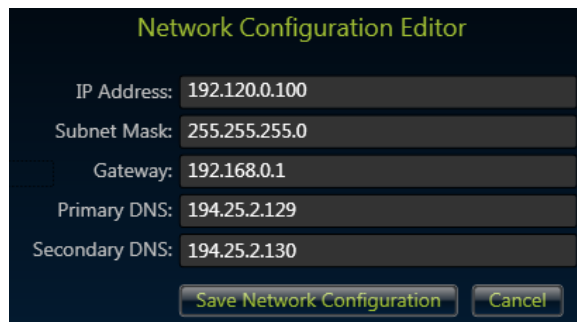 Network Configuration Editor
IP Address: 192.120.0.100
Subnet Mask: 255.255.255.0
Gateway: 192.168.0.1
Primary DNS: 194.25.2.129
Secondary DNS: 194.25.2.130
Save Network Configuration Cancel